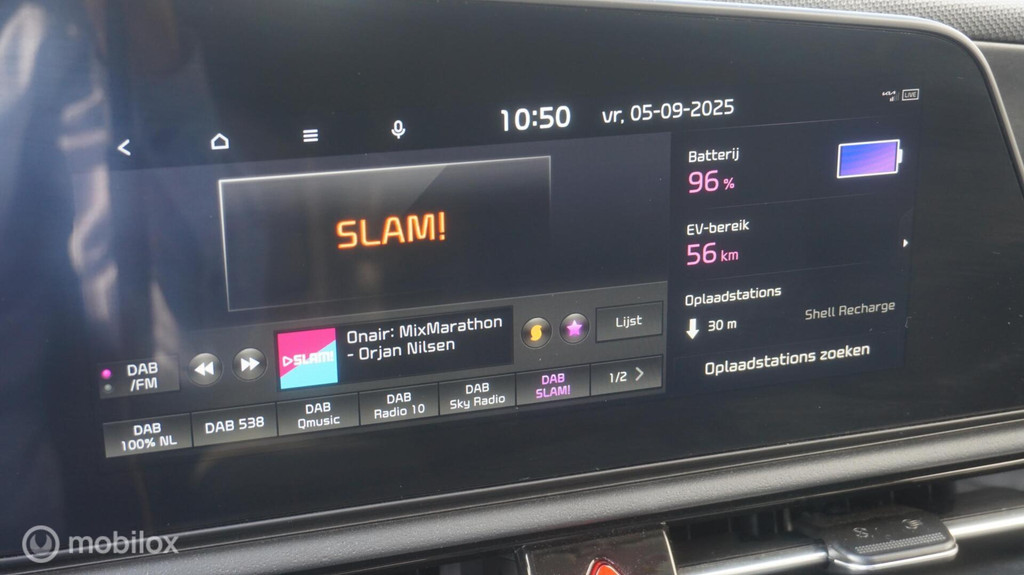 10:50 vr, 05-09-2025
LIVE
SLAM!
Batterij
96 %
EV-bereik
56 km
Oplaadstations
30 m
Shell Recharge
Oplaadstations zoeken
DAB
/FM
SLAM!
Onair: MixMarathon
- Orjan Nilsen
Lijst
DAB
100% NL
DAB 538
DAB
Qmusic
DAB
Radio 10
DAB
Sky Radio
DAB
SLAM!
1/2
mobilox